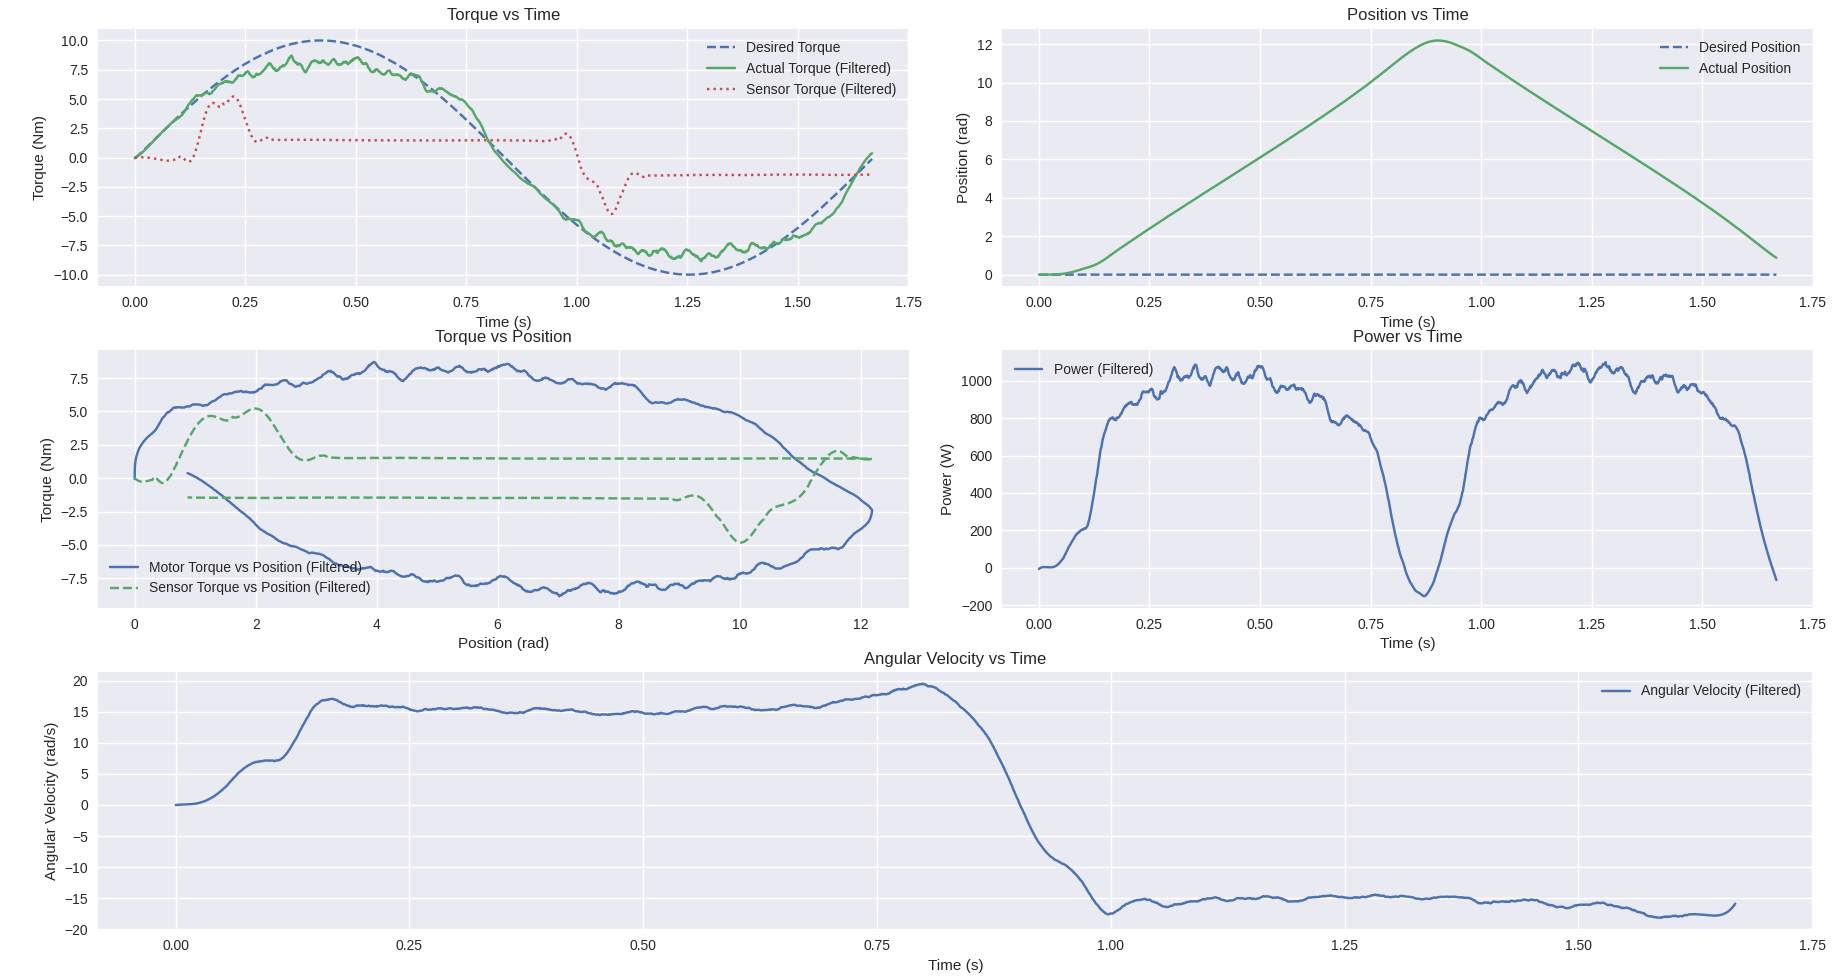 Torque vs Time
Torque (Nm)
10.0
7.5
5.0
2.5
0.0
−2.5
−5.0
−7.5
−10.0
Desired Torque
Actual Torque (Filtered)
Sensor Torque (Filtered)
0.00 0.25 0.50 0.75 1.00 1.25 1.50 1.75
Time (s)
Position vs Time
Position (rad)
12
10
8
6
4
2
0
Desired Position
Actual Position
0.00 0.25 0.50 0.75 1.00 1.25 1.50 1.75
Time (s)
Torque vs Position
Torque (Nm)
7.5
5.0
2.5
0.0
−2.5
−5.0
−7.5
Motor Torque vs Position (Filtered)
Sensor Torque vs Position (Filtered)
0 2 4 6 8 10 12
Position (rad)
Power vs Time
Power (W)
1000
800
600
400
200
0
−200
Power (Filtered)
0.00 0.25 0.50 0.75 1.00 1.25 1.50 1.75
Time (s)
Angular Velocity vs Time
Angular Velocity (rad/s)
20
15
10
5
0
−5
−10
−15
−20
Angular Velocity (Filtered)
0.00 0.25 0.50 0.75 1.00 1.25 1.50 1.75
Time (s)